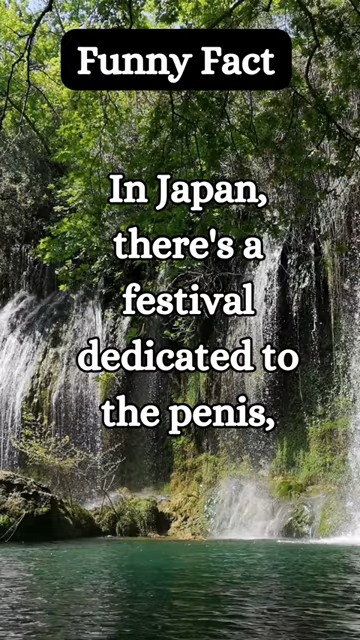 Funny Fact
In Japan,
there's a
festival
dedicated to
the penis,